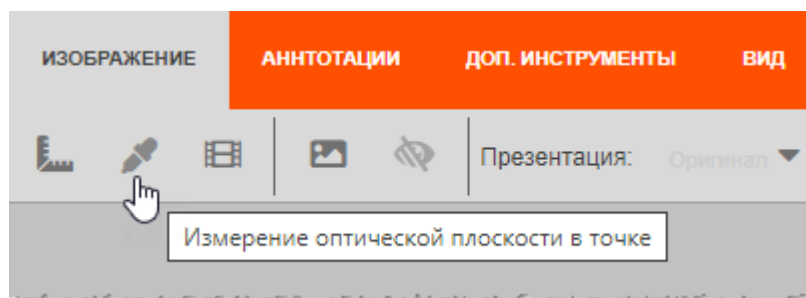 ИЗОБРАЖЕНИЕ АННТОТАЦИИ ДОП. ИНСТРУМЕНТЫ ВИД
Презентация: Оригинал
Измерение оптической плоскости в точке